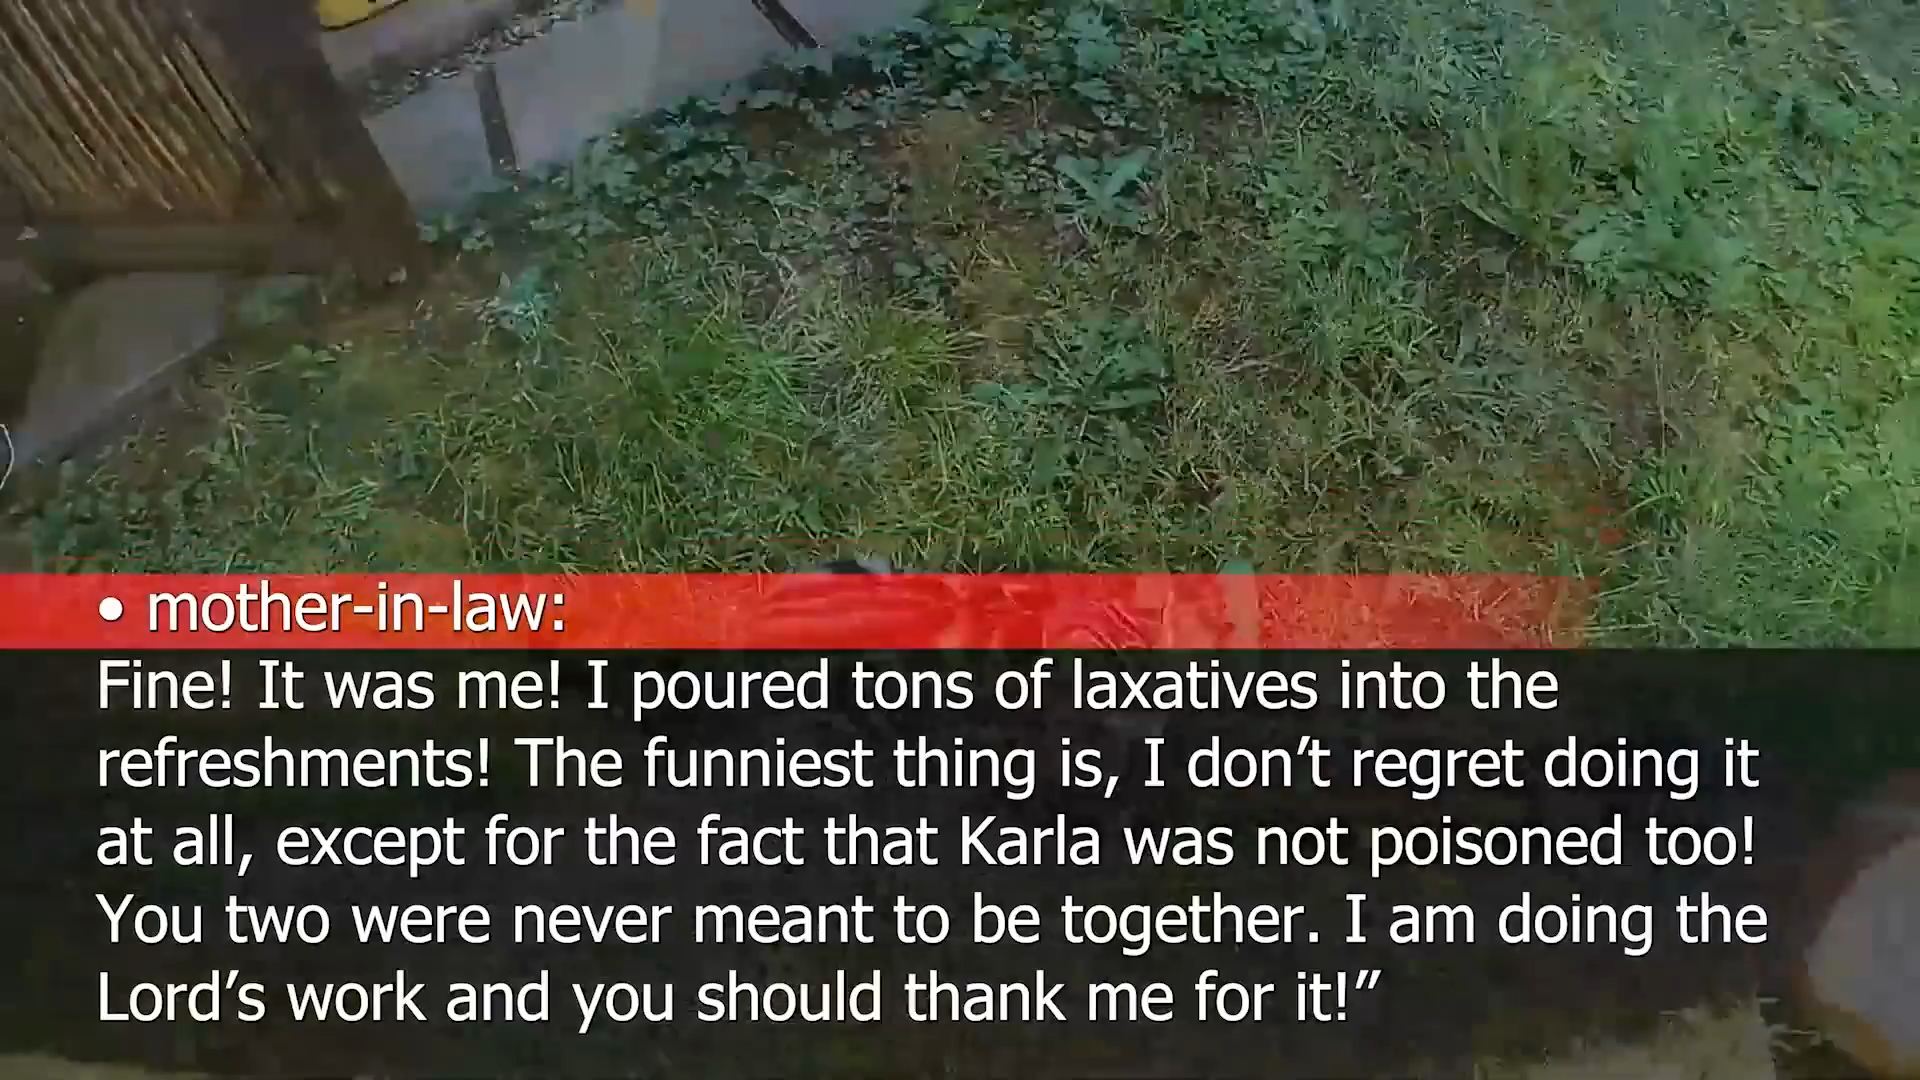 • mother-in-law:
Fine! It was me! I poured tons of laxatives into the
refreshments! The funniest thing is, I don’t regret doing it
at all, except for the fact that Karla was not poisoned too!
You two were never meant to be together. I am doing the
Lord’s work and you should thank me for it!”